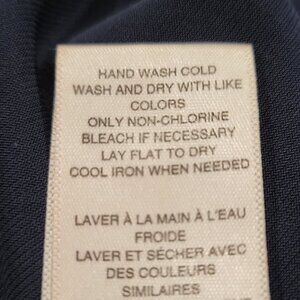 HAND WASH COLD
WASH AND DRY WITH LIKE
COLORS
ONLY NON-CHLORINE
BLEACH IF NECESSARY
LAY FLAT TO DRY
COOL IRON WHEN NEEDED
LAVER À LA MAIN À L'EAU
FROIDE
LAVER ET SÉCHER AVEC
DES COULEURS
SIMILAIRES